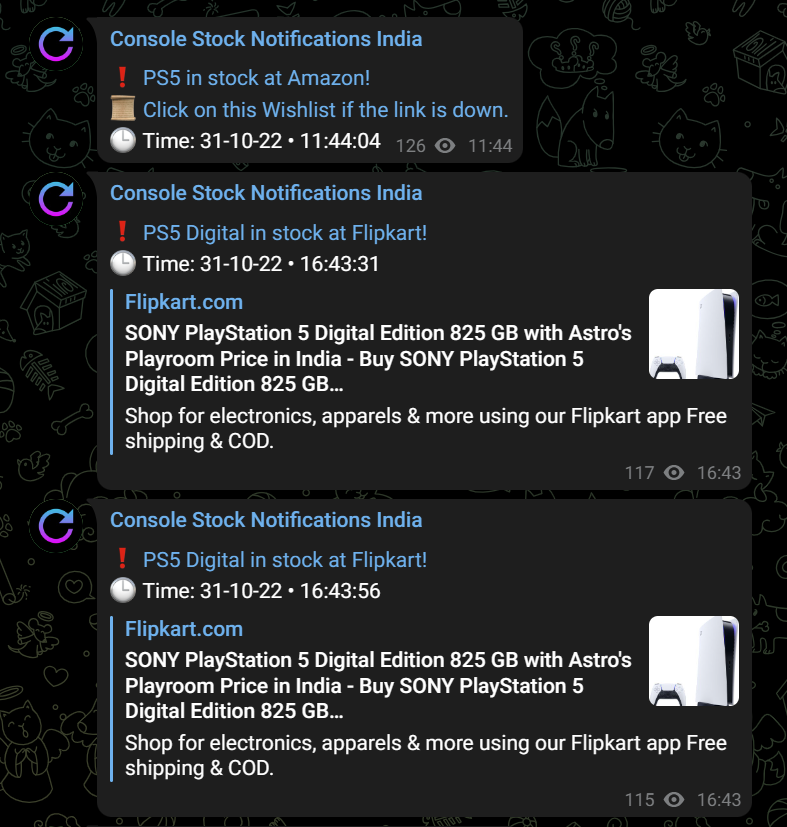 Console Stock Notifications India
❗ PS5 in stock at Amazon!
📜 Click on this Wishlist if the link is down.
🕒 Time: 31-10-22 • 11:44:04 126 11:44
Console Stock Notifications India
❗ PS5 Digital in stock at Flipkart!
🕒 Time: 31-10-22 • 16:43:31
Flipkart.com
SONY PlayStation 5 Digital Edition 825 GB with Astro's
Playroom Price in India - Buy SONY PlayStation 5
Digital Edition 825 GB...
Shop for electronics, apparels & more using our Flipkart app Free
shipping & COD.
117 16:43
Console Stock Notifications India
❗ PS5 Digital in stock at Flipkart!
🕒 Time: 31-10-22 • 16:43:56
Flipkart.com
SONY PlayStation 5 Digital Edition 825 GB with Astro's
Playroom Price in India - Buy SONY PlayStation 5
Digital Edition 825 GB...
Shop for electronics, apparels & more using our Flipkart app Free
shipping & COD.
115 16:43